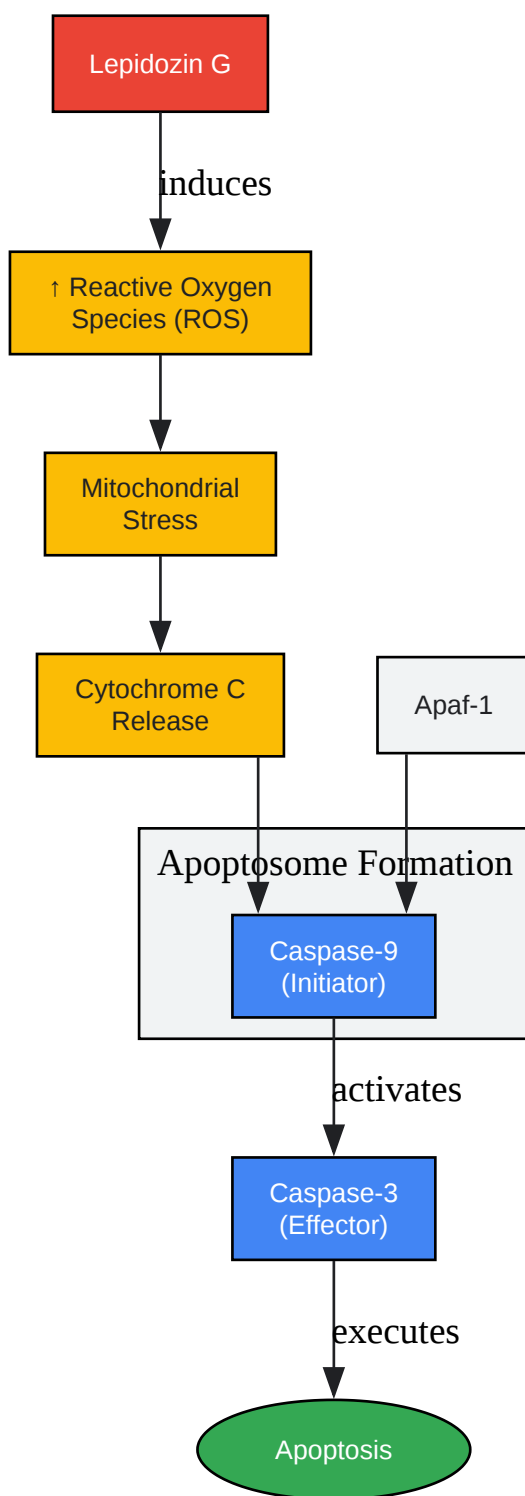 Lepidozin G
induces
↑ Reactive Oxygen
Species (ROS)
Mitochondrial
Stress
Cytochrome C
Release
Apaf-1
Apoptosome Formation
Caspase-9
(Initiator)
activates
Caspase-3
(Effector)
executes
Apoptosis